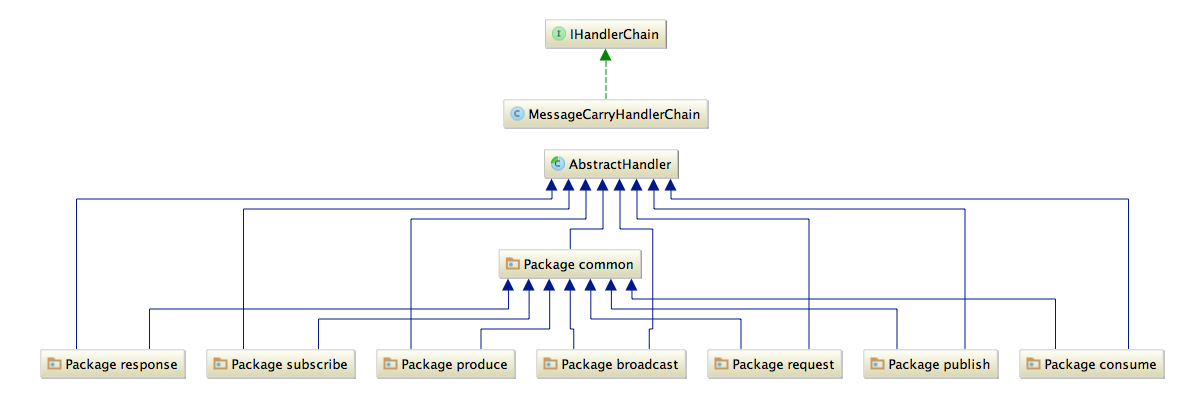 IHandlerChain
MessageCarryHandlerChain
AbstractHandler
Package common
Package response
Package subscribe
Package produce
Package broadcast
Package request
Package publish
Package consume